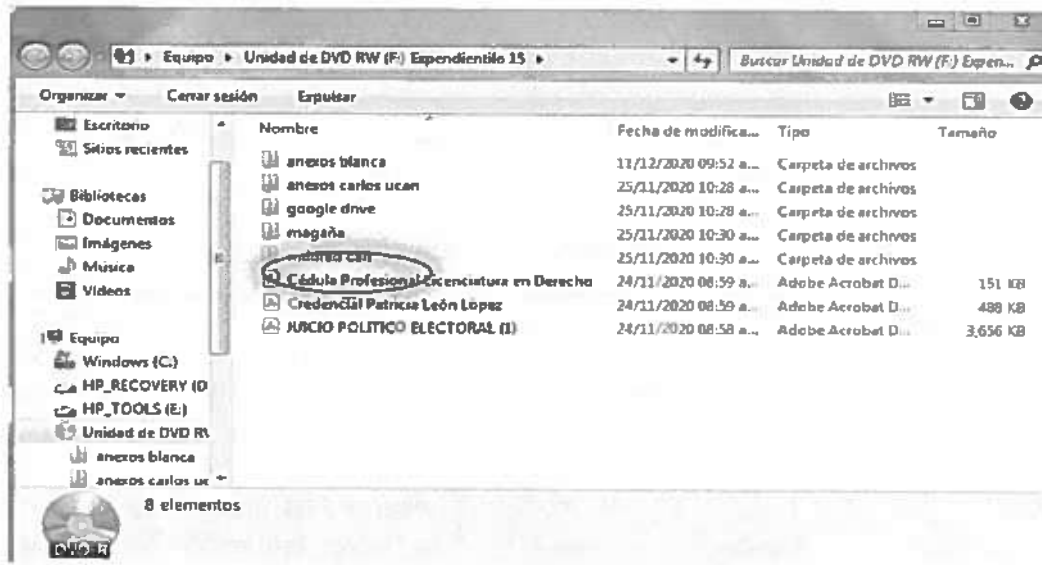 Equipo ▸ Unidad de DVD RW (F:) Expendientillo 15 ▸
Buscar Unidad de DVD RW (F:) Expen...
Organizar Cerrar sesión Expulsar
Escritorio
Sitios recientes
Bibliotecas
Documentos
Imágenes
Música
Vídeos
Equipo
Windows (C:)
HP_RECOVERY (D
HP_TOOLS (E:)
Unidad de DVD RW
anexos blanca
anexos carlos uc
Nombre Fecha de modifica... Tipo Tamaño
anexos blanca 11/12/2020 09:52 a... Carpeta de archivos
anexos carlos ucan 25/11/2020 10:28 a... Carpeta de archivos
google drive 25/11/2020 10:28 a... Carpeta de archivos
magaña 25/11/2020 10:30 a... Carpeta de archivos
can 25/11/2020 10:30 a... Carpeta de archivos
Cédula Profesional Licenciatura en Derecho 24/11/2020 08:59 a... Adobe Acrobat D... 151 KB
Credencial Patricia León López 24/11/2020 08:59 a... Adobe Acrobat D... 488 KB
JUICIO POLITICO ELECTORAL (1) 24/11/2020 08:58 a... Adobe Acrobat D... 3,656 KB
8 elementos
DVD-R